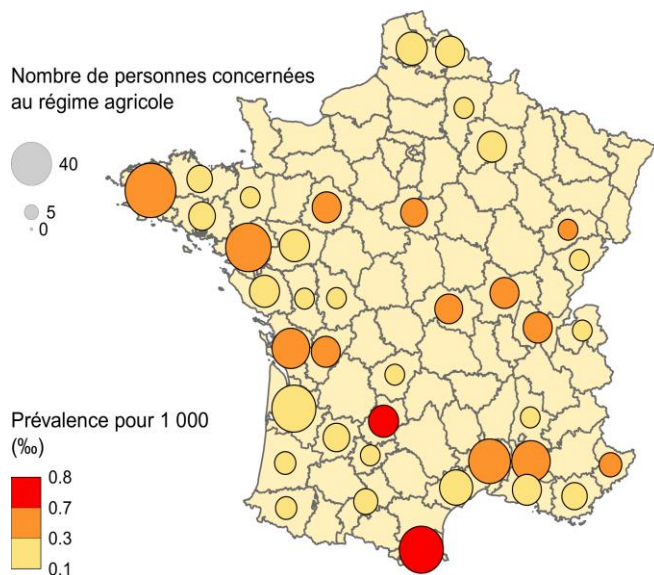 Nombre de personnes concernées
au régime agricole
40
5
0
Prévalence pour 1 000
(‰)
0.8
0.7
0.3
0.1